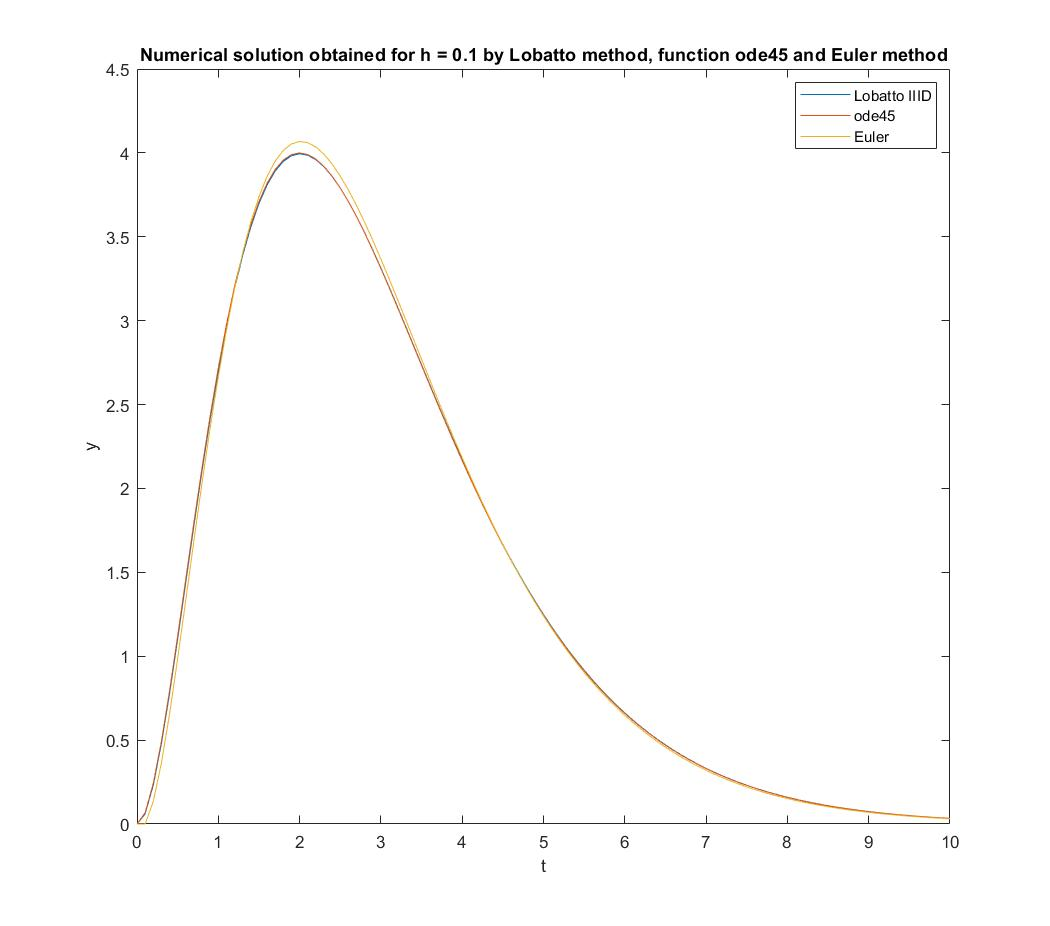 Numerical solution obtained for h = 0.1 by Lobatto method, function ode45 and Euler method
4.5
4
3.5
3
2.5
2
1.5
1
0.5
0
y
Lobatto IIID
ode45
Euler
0 1 2 3 4 5 6 7 8 9 10
t